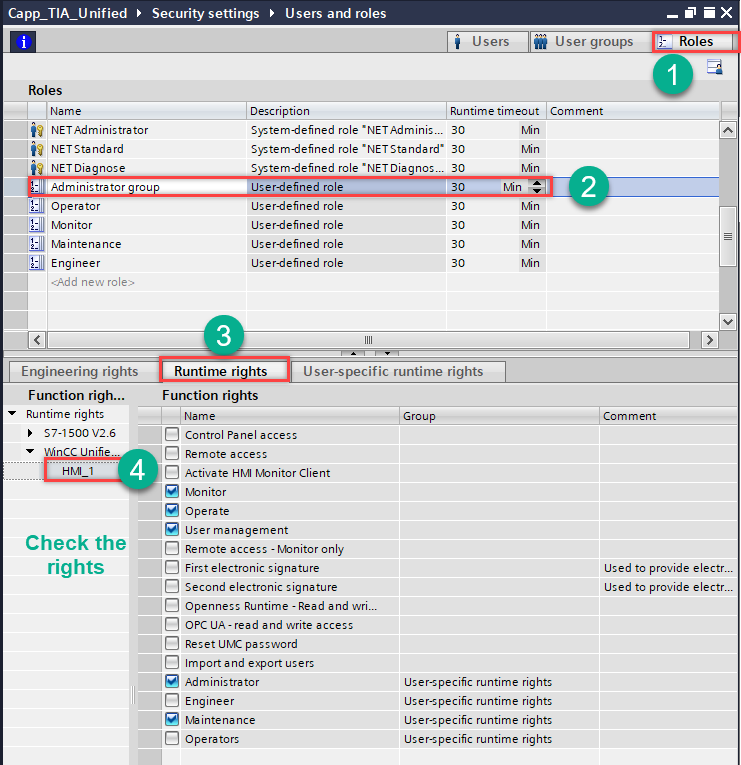 Capp_TIA_Unified Security settings Users and roles
Users User groups Roles
1
Roles
Name Description Runtime timeout Comment
NET Administrator System-defined role "NET Adminis... 30 Min
NET Standard System-defined role "NET Standard" 30 Min
NET Diagnose System-defined role "NET Diagnos... 30 Min
Administrator group User-defined role 30 Min
2
Operator User-defined role 30 Min
Monitor User-defined role 30 Min
Maintenance User-defined role 30 Min
Engineer User-defined role 30 Min
<Add new role>
3
Engineering rights Runtime rights User-specific runtime rights
Function righ... Function rights
Runtime rights
S7-1500 V2.6
WinCC Unifie...
HMI_1
4
Check the
rights
Name Group Comment
Control Panel access
Remote access
Activate HMI Monitor Client
Monitor
Operate
User management
Remote access - Monitor only
First electronic signature Used to provide electr...
Second electronic signature Used to provide electr...
Openness Runtime - Read and wri...
OPC UA - read and write access
Reset UMC password
Import and export users
Administrator User-specific runtime rights
Engineer User-specific runtime rights
Maintenance User-specific runtime rights
Operators User-specific runtime rights